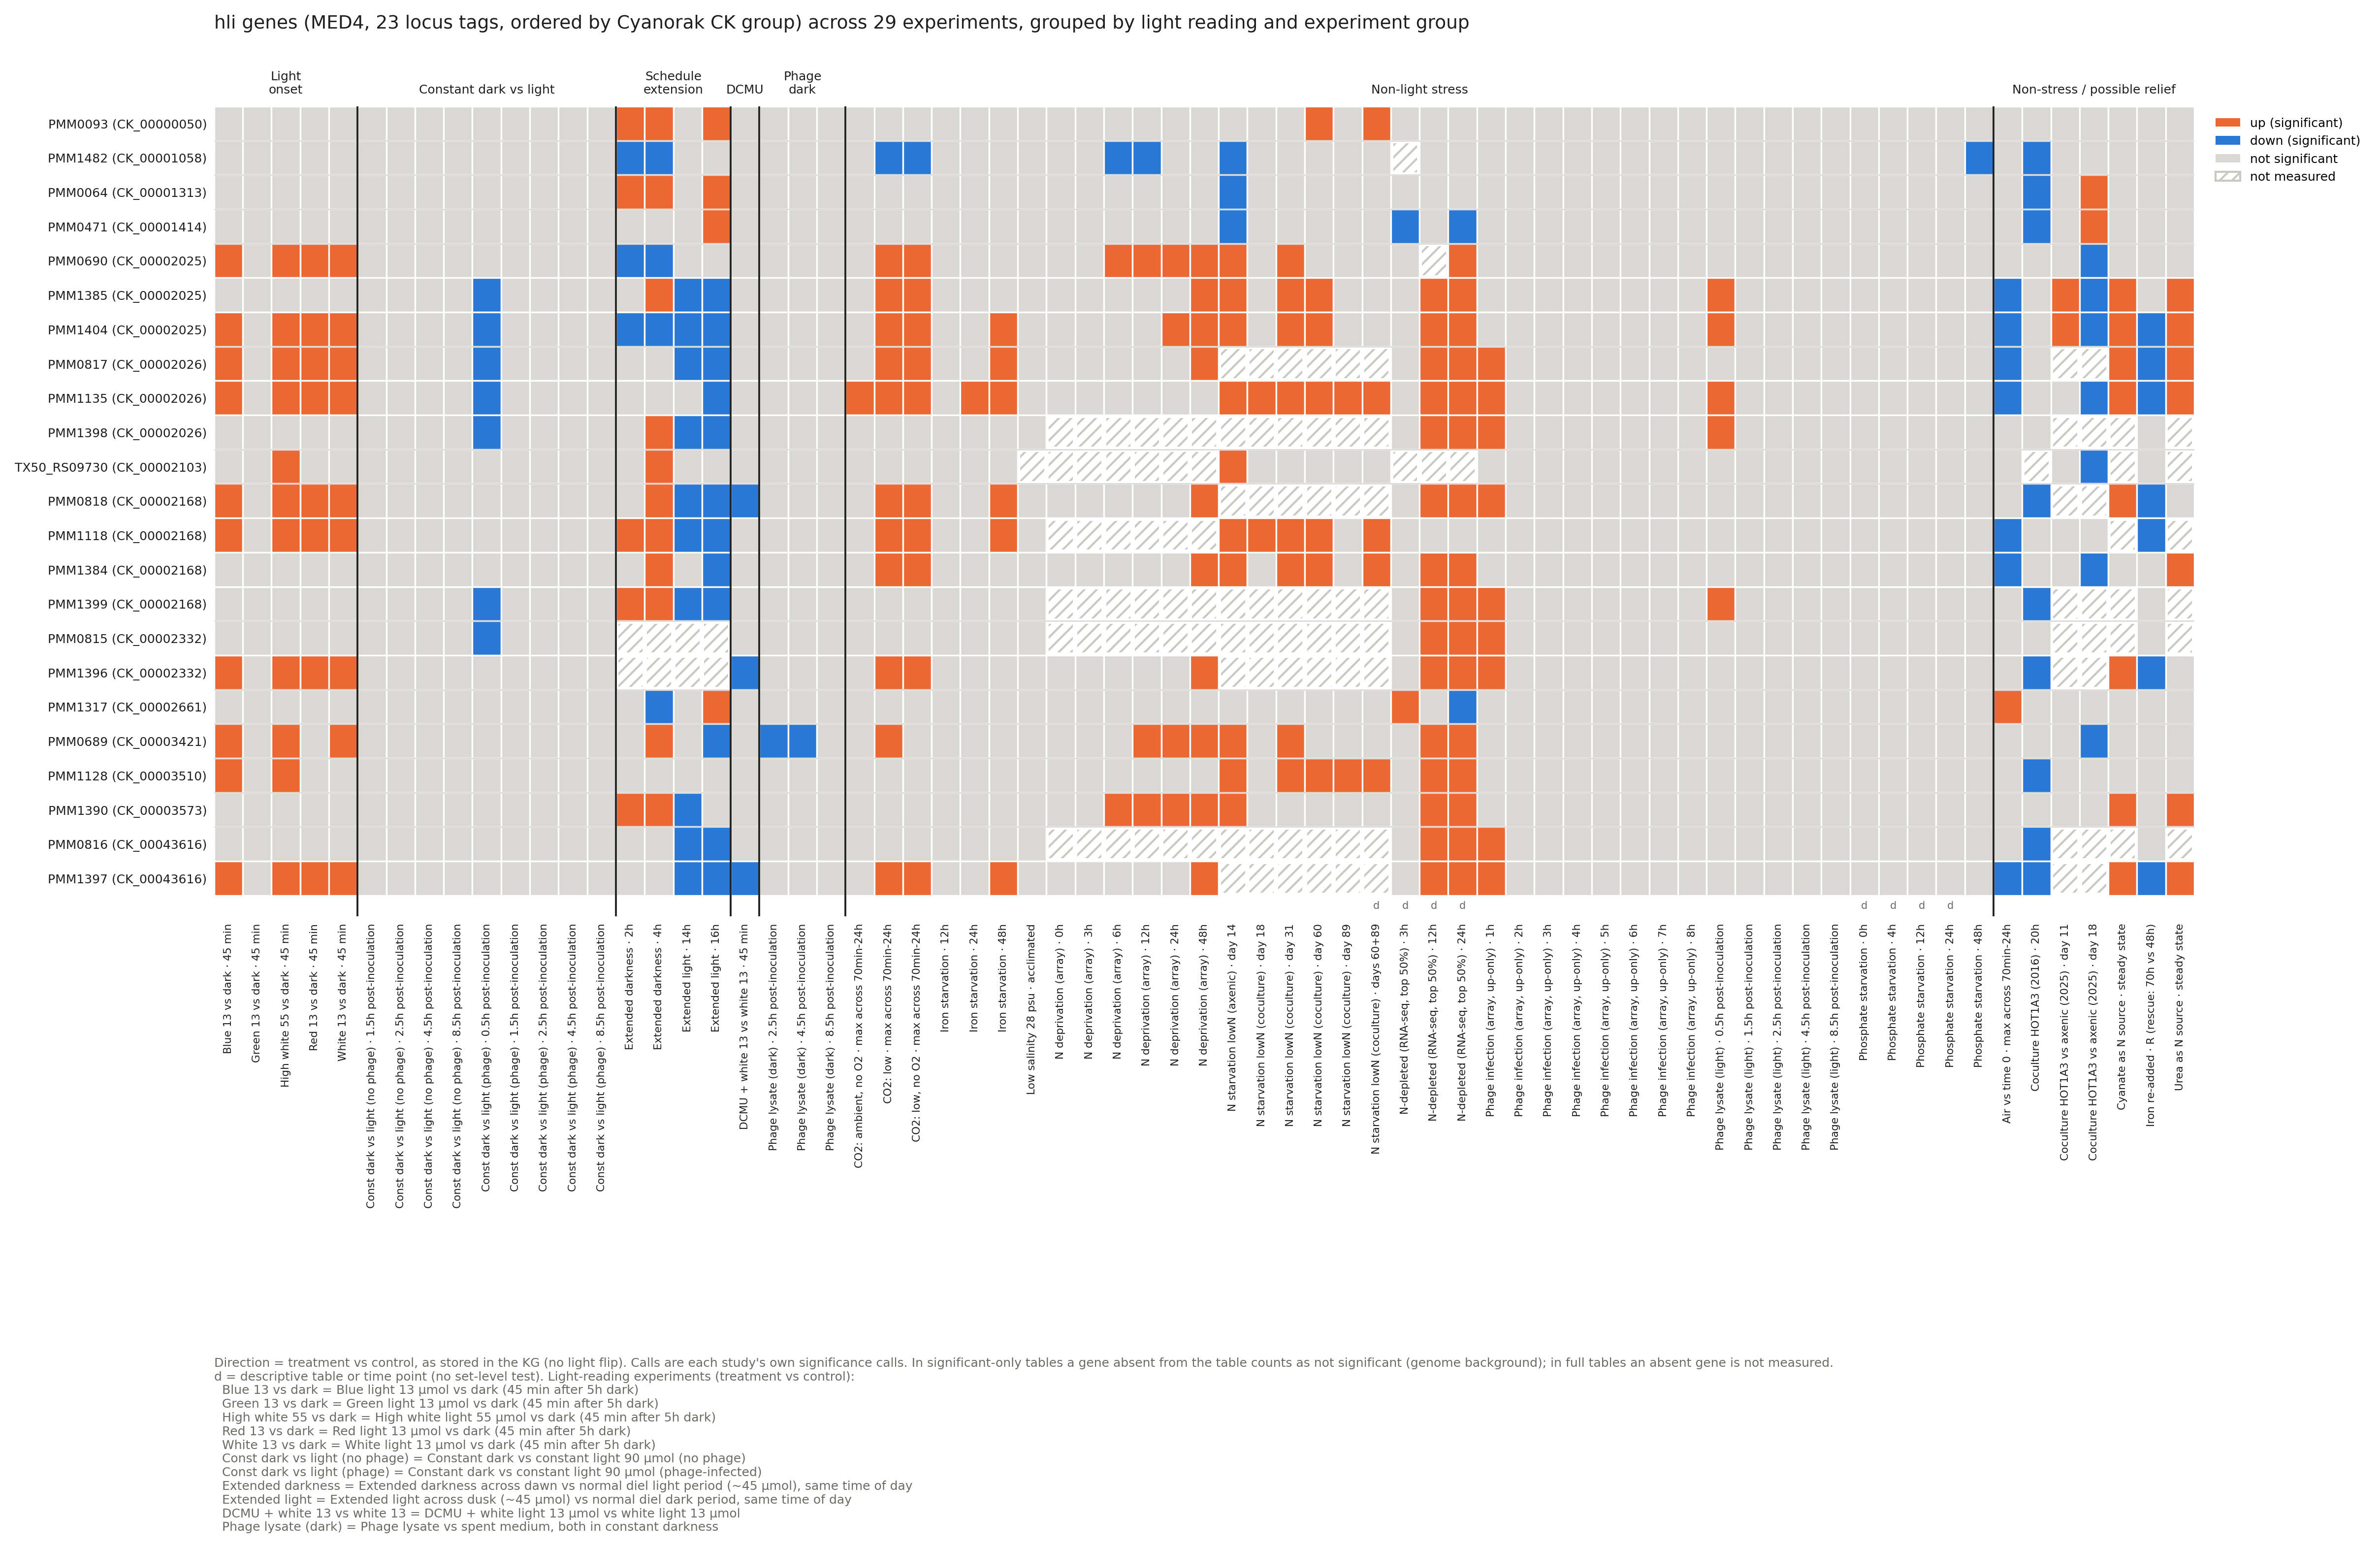 hli genes (MED4, 23 locus tags, ordered by Cyanorak CK group) across 29 experiments, grouped by light reading and experiment group
Light
onset
Constant dark vs light
Schedule
extension
DCMU
Phage
dark
Non-light stress
Non-stress / possible relief
up (significant)
down (significant)
not significant
not measured
PMM0093 (CK_00000050)
PMM1482 (CK_00001058)
PMM0064 (CK_00001313)
PMM0471 (CK_00001414)
PMM0690 (CK_00002025)
PMM1385 (CK_00002025)
PMM1404 (CK_00002025)
PMM0817 (CK_00002026)
PMM1135 (CK_00002026)
PMM1398 (CK_00002026)
TX50_RS09730 (CK_00002103)
PMM0818 (CK_00002168)
PMM1118 (CK_00002168)
PMM1384 (CK_00002168)
PMM1399 (CK_00002168)
PMM0815 (CK_00002332)
PMM1396 (CK_00002332)
PMM1317 (CK_00002661)
PMM0689 (CK_00003421)
PMM1128 (CK_00003510)
PMM1390 (CK_00003573)
PMM0816 (CK_00043616)
PMM1397 (CK_00043616)
d d d d d d d d
Blue 13 vs dark · 45 min
Green 13 vs dark · 45 min
High white 55 vs dark · 45 min
Red 13 vs dark · 45 min
White 13 vs dark · 45 min
Const dark vs light (no phage) · 1.5h post-inoculation
Const dark vs light (no phage) · 2.5h post-inoculation
Const dark vs light (no phage) · 4.5h post-inoculation
Const dark vs light (no phage) · 8.5h post-inoculation
Const dark vs light (phage) · 0.5h post-inoculation
Const dark vs light (phage) · 1.5h post-inoculation
Const dark vs light (phage) · 2.5h post-inoculation
Const dark vs light (phage) · 4.5h post-inoculation
Const dark vs light (phage) · 8.5h post-inoculation
Extended darkness · 2h
Extended darkness · 4h
Extended light · 14h
Extended light · 16h
DCMU + white 13 vs white 13 · 45 min
Phage lysate (dark) · 2.5h post-inoculation
Phage lysate (dark) · 4.5h post-inoculation
Phage lysate (dark) · 8.5h post-inoculation
CO2: ambient, no O2 · max across 70min-24h
CO2: low · max across 70min-24h
CO2: low, no O2 · max across 70min-24h
Iron starvation · 12h
Iron starvation · 24h
Iron starvation · 48h
Low salinity 28 psu · acclimated
N deprivation (array) · 0h
N deprivation (array) · 3h
N deprivation (array) · 6h
N deprivation (array) · 12h
N deprivation (array) · 24h
N deprivation (array) · 48h
N starvation lowN (axenic) · day 14
N starvation lowN (coculture) · day 18
N starvation lowN (coculture) · day 31
N starvation lowN (coculture) · day 60
N starvation lowN (coculture) · day 89
N starvation lowN (coculture) · days 60+89
N-depleted (RNA-seq, top 50%) · 3h
N-depleted (RNA-seq, top 50%) · 12h
N-depleted (RNA-seq, top 50%) · 24h
Phage infection (array, up-only) · 1h
Phage infection (array, up-only) · 2h
Phage infection (array, up-only) · 3h
Phage infection (array, up-only) · 4h
Phage infection (array, up-only) · 5h
Phage infection (array, up-only) · 6h
Phage infection (array, up-only) · 7h
Phage infection (array, up-only) · 8h
Phage lysate (light) · 0.5h post-inoculation
Phage lysate (light) · 1.5h post-inoculation
Phage lysate (light) · 2.5h post-inoculation
Phage lysate (light) · 4.5h post-inoculation
Phage lysate (light) · 8.5h post-inoculation
Phosphate starvation · 0h
Phosphate starvation · 4h
Phosphate starvation · 12h
Phosphate starvation · 24h
Phosphate starvation · 48h
Air vs time 0 · max across 70min-24h
Coculture HOT1A3 (2016) · 20h
Coculture HOT1A3 vs axenic (2025) · day 11
Coculture HOT1A3 vs axenic (2025) · day 18
Cyanate as N source · steady state
Iron re-added · R (rescue: 70h vs 48h)
Urea as N source · steady state
Direction = treatment vs control, as stored in the KG (no light flip). Calls are each study's own significance calls. In significant-only tables a gene absent from the table counts as not significant (genome background); in full tables an absent gene is not measured.
d = descriptive table or time point (no set-level test). Light-reading experiments (treatment vs control):
Blue 13 vs dark = Blue light 13 µmol vs dark (45 min after 5h dark)
Green 13 vs dark = Green light 13 µmol vs dark (45 min after 5h dark)
High white 55 vs dark = High white light 55 µmol vs dark (45 min after 5h dark)
Red 13 vs dark = Red light 13 µmol vs dark (45 min after 5h dark)
White 13 vs dark = White light 13 µmol vs dark (45 min after 5h dark)
Const dark vs light (no phage) = Constant dark vs constant light 90 µmol (no phage)
Const dark vs light (phage) = Constant dark vs constant light 90 µmol (phage-infected)
Extended darkness = Extended darkness across dawn vs normal diel light period (~45 µmol), same time of day
Extended light = Extended light across dusk (~45 µmol) vs normal diel dark period, same time of day
DCMU + white 13 vs white 13 = DCMU + white light 13 µmol vs white light 13 µmol
Phage lysate (dark) = Phage lysate vs spent medium, both in constant darkness